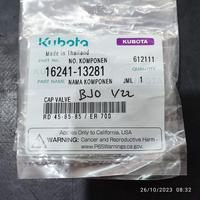 Kubota KUBOTA
Made in Thailand
NO. KOMPONEN 612111
16241-13281 QUANTITY
PART NAME NAMA KOMPONEN JML. 1
CAP VALVE BJO V22
RD 45-85-85 / ER 700
Applies Only to California, USA
WARNING: Cancer and Reproductive Harm -
www.P65Warnings.ca.gov.
26/10/2023 08:32